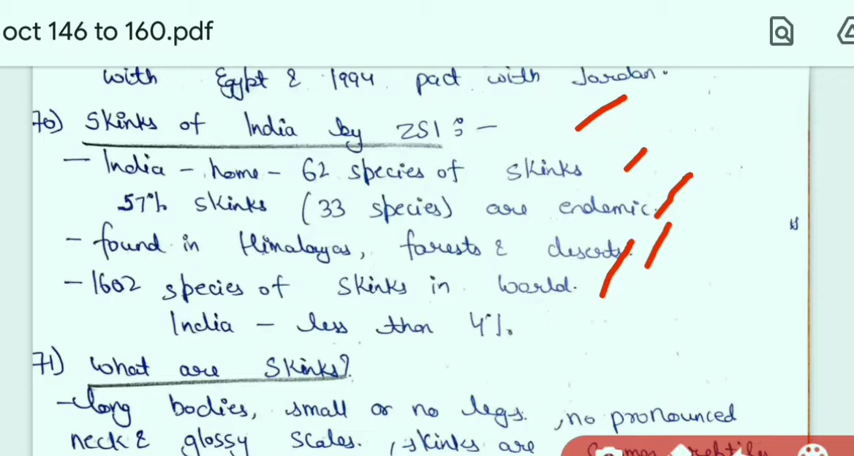 oct 146 to 160.pdf
with Egypt & 1994 pact with Jordan.
70) Skinks of India by ZSI :-
- India - home - 62 species of skinks
57% skinks (33 species) are endemic.
- found in Himalayas, forests & deserts.
- 1602 species of skinks in world.
India - less than 4%.
71) What are Skinks?
- long bodies, small or no legs, no pronounced
neck & glossy scales. skinks are